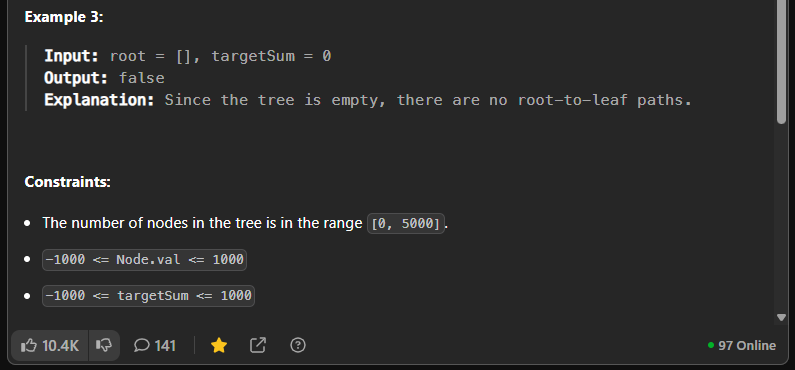 Example 3:
Input: root = [], targetSum = 0
Output: false
Explanation: Since the tree is empty, there are no root-to-leaf paths.
Constraints:
• The number of nodes in the tree is in the range [0, 5000].
• -1000 <= Node.val <= 1000
• -1000 <= targetSum <= 1000
10.4K 141 97 Online